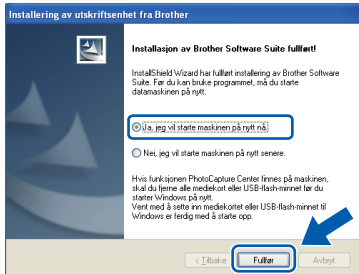 Installering av utskriftsenhet fra Brother
Installasjon av Brother Software Suite fullført!
InstallShield Wizard har fullført installering av Brother Software
Suite. Før du kan bruke programmet, må du starte
datamaskinen på nytt.
Ja, jeg vil starte maskinen på nytt nå.
Nei, jeg vil starte maskinen på nytt senere.
Hvis funksjonen PhotoCapture Center finnes på maskinen,
skal du fjerne alle mediekort eller USB-flash-minnet før du
starter Windows på nytt.
Vent med å sette inn mediekortet eller USB-flash-minnet til
Windows er ferdig med å starte opp.
< Tilbake
Fullfør
Avbryt